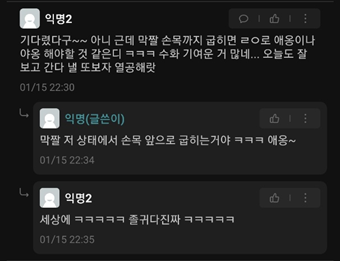 익명2
기다렸다구~~ 아니 근데 막짤 손목까지 굽히면 ㄹㅇ로 애옹이나
야옹 해야할 것 같은디 ㅋㅋㅋ 수화 기여운 거 많네... 오늘도 잘
보고 간다 낼 또보자 열공해랏
01/15 22:30
익명(글쓴이)
막짤 저 상태에서 손목 앞으로 굽히는거야 ㅋㅋㅋ 애옹~
01/15 22:34
익명2
세상에 ㅋㅋㅋㅋㅋ 졸귀다진짜 ㅋㅋㅋㅋㅋ
01/15 22:35